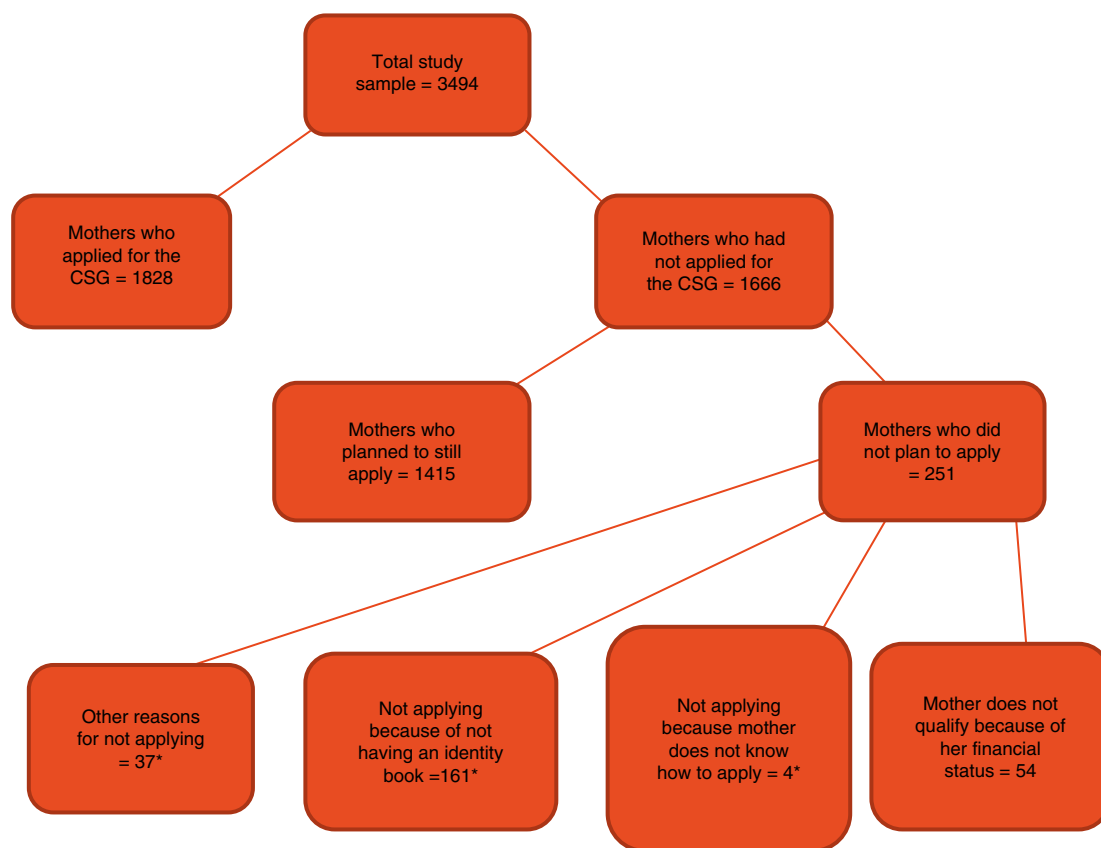 Total study
sample = 3494
Mothers who
applied for the
CSG = 1828
Mothers who had
not applied for
the CSG = 1666
Mothers who
planned to still
apply = 1415
Mothers who did
not plan to apply
= 251
Other reasons
for not applying
= 37*
Not applying
because of not
having an identity
book =161*
Not applying
because mother
does not know
how to apply = 4*
Mother does not
qualify because of
her financial
status = 54